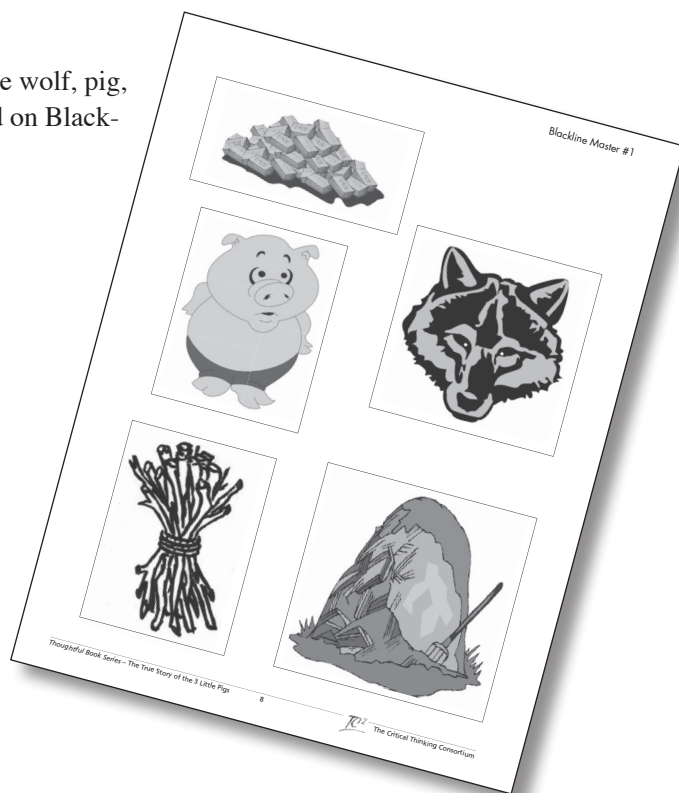 e wolf, pig,
d on Black-
Blackline Master #1
Thoughtful Book Series – The True Story of the 3 Little Pigs
8
TC2 The Critical Thinking Consortium